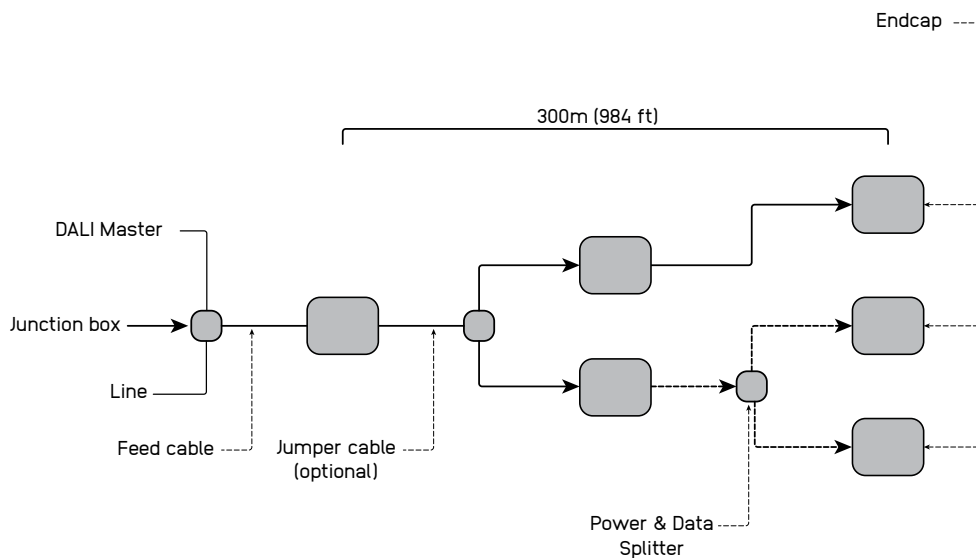 Endcap
300m (984 ft)
DALI Master
Junction box
Line
Feed cable
Jumper cable
(optional)
Power & Data
Splitter